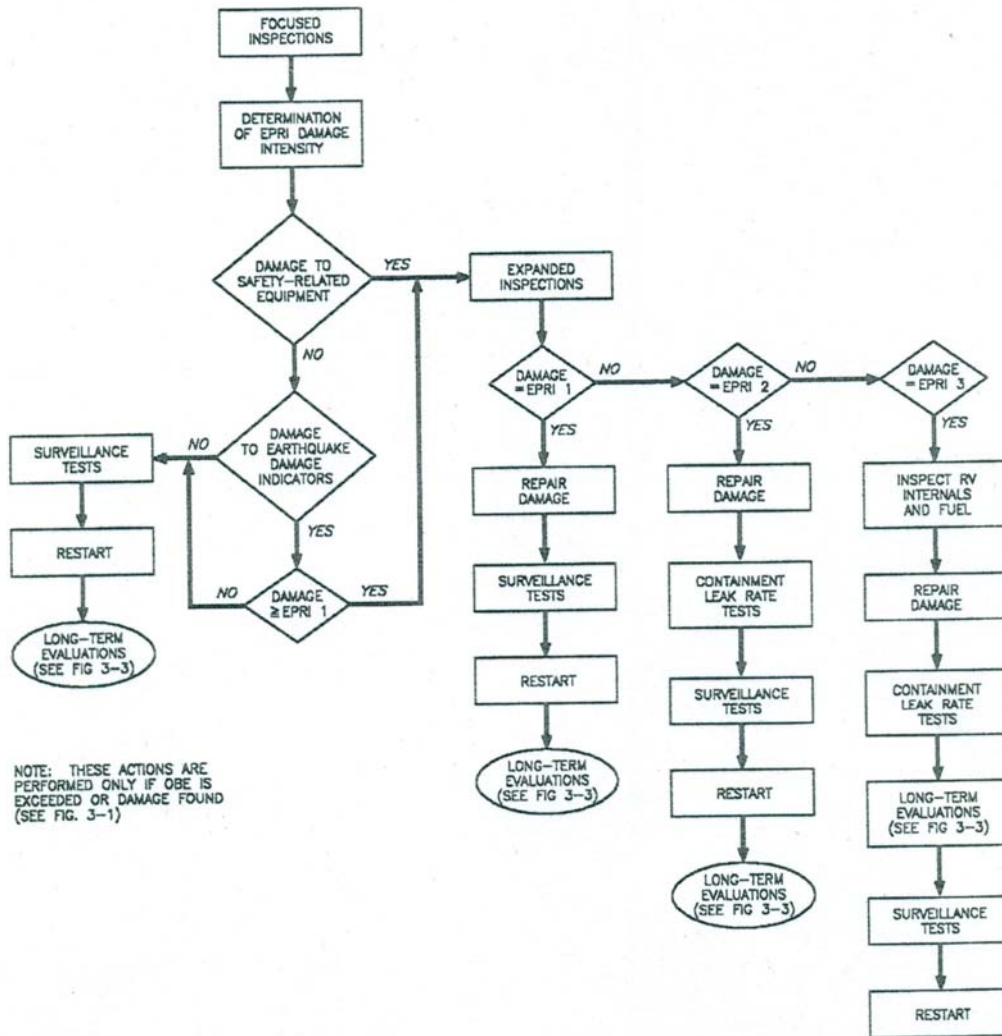 FOCUSED
INSPECTIONS
DETERMINATION
OF EPRI DAMAGE
INTENSITY
DAMAGE TO
SAFETY-RELATED
EQUIPMENT
YES
EXPANDED
INSPECTIONS
NO
DAMAGE
=EPRI 1
NO
DAMAGE
=EPRI 2
NO
DAMAGE
=EPRI 3
YES
YES
YES
DAMAGE
TO EARTHQUAKE
DAMAGE
INDICATORS
NO
SURVEILLANCE
TESTS
YES
RESTART
DAMAGE
≧EPRI 1
NO
YES
LONG-TERM
EVALUATIONS
(SEE FIG 3-3)
REPAIR
DAMAGE
SURVEILLANCE
TESTS
RESTART
LONG-TERM
EVALUATIONS
(SEE FIG 3-3)
REPAIR
DAMAGE
CONTAINMENT
LEAK RATE
TESTS
SURVEILLANCE
TESTS
RESTART
LONG-TERM
EVALUATIONS
(SEE FIG 3-3)
INSPECT RV
INTERNALS
AND FUEL
REPAIR
DAMAGE
CONTAINMENT
LEAK RATE
TESTS
LONG-TERM
EVALUATIONS
(SEE FIG 3-3)
SURVEILLANCE
TESTS
RESTART
NOTE: THESE ACTIONS ARE
PERFORMED ONLY IF OBE IS
EXCEEDED OR DAMAGE FOUND
(SEE FIG. 3-1)